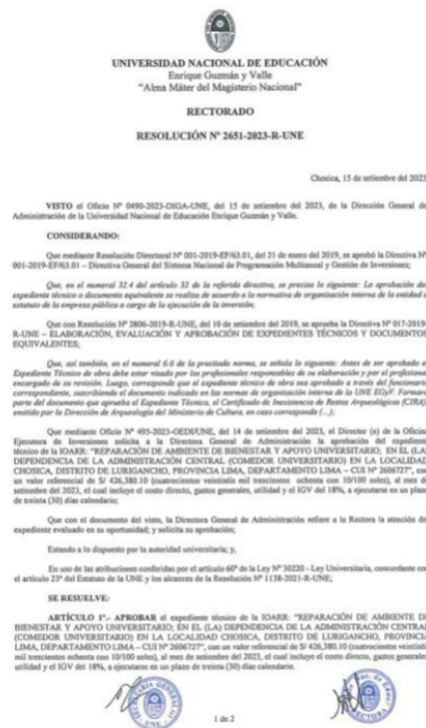 UNIVERSIDAD NACIONAL DE EDUCACIÓN
Enrique Guzmán y Valle
"Alma Máter del Magisterio Nacional"
RECTORADO
RESOLUCIÓN Nº 2651-2023-R-UNE
Chosica, 15 de setiembre del 2023
VISTO el Oficio Nº 0490-2023-DIGA-UNE, del 15 de setiembre del 2023, de la Dirección General de
Administración de la Universidad Nacional de Educación Enrique Guzmán y Valle.
CONSIDERANDO:
Que mediante Resolución Directoral Nº 001-2019-EF/63.01, del 21 de enero del 2019, se aprobó la Directiva Nº
001-2019-EF/63.01 – Directiva General del Sistema Nacional de Programación Multianual y Gestión de Inversiones;
Que, en el numeral 32.4 del artículo 32 de la referida directiva, se precisa lo siguiente: La aprobación del
expediente técnico o documento equivalente se realiza de acuerdo a la normativa de organización interna de la entidad o
estatuto de la empresa pública a cargo de la ejecución de la inversión;
Que con Resolución Nº 2806-2019-R-UNE, del 10 de setiembre del 2019, se aprueba la Directiva Nº 017-2019-
R-UNE – ELABORACIÓN, EVALUACIÓN Y APROBACIÓN DE EXPEDIENTES TÉCNICOS Y DOCUMENTOS
EQUIVALENTES;
Que, así también, en el numeral 6.6 de la precitada norma, se señala lo siguiente: Antes de ser aprobado el
Expediente Técnico de obra debe estar visado por los profesionales responsables de su elaboración y por el profesional
encargado de su revisión. Luego, corresponde que el expediente técnico de obra sea aprobado a través del funcionario
correspondiente, suscribiendo el documento indicado en las normas de organización interna de la UNE EGyV. Formará
parte del documento que aprueba el Expediente Técnico, el Certificado de Inexistencia de Restos Arqueológicos (CIRA),
emitido por la Dirección de Arqueología del Ministerio de Cultura, en caso corresponda (...);
Que mediante Oficio Nº 495-2023-OEDI/UNE, del 14 de setiembre del 2023, el Director (e) de la Oficina
Ejecutora de Inversiones solicita a la Directora General de Administración la aprobación del expediente
técnico de la IOARR: "REPARACIÓN DE AMBIENTE DE BIENESTAR Y APOYO UNIVERSITARIO; EN EL (LA)
DEPENDENCIA DE LA ADMINISTRACIÓN CENTRAL (COMEDOR UNIVERSITARIO) EN LA LOCALIDAD
CHOSICA, DISTRITO DE LURIGANCHO, PROVINCIA LIMA, DEPARTAMENTO LIMA – CUI Nº 2606727", con
un valor referencial de S/ 426,380.10 (cuatrocientos veintiséis mil trescientos ochenta con 10/100 soles), al mes de
setiembre del 2023, el cual incluye el costo directo, gastos generales, utilidad y el IGV del 18%, a ejecutarse en un plazo
de treinta (30) días calendario;
Que con el documento del visto, la Directora General de Administración refiere a la Rectora la atención del
expediente evaluado en su oportunidad; y solicita su aprobación;
Estando a lo dispuesto por la autoridad universitaria; y,
En uso de las atribuciones conferidas por el artículo 60º de la Ley Nº 30220 - Ley Universitaria, concordante con
el artículo 23º del Estatuto de la UNE y los alcances de la Resolución Nº 1138-2021-R-UNE;
SE RESUELVE:
ARTÍCULO 1º.- APROBAR el expediente técnico de la IOARR: "REPARACIÓN DE AMBIENTE DE
BIENESTAR Y APOYO UNIVERSITARIO; EN EL (LA) DEPENDENCIA DE LA ADMINISTRACIÓN CENTRAL
(COMEDOR UNIVERSITARIO) EN LA LOCALIDAD CHOSICA, DISTRITO DE LURIGANCHO, PROVINCIA
LIMA, DEPARTAMENTO LIMA – CUI Nº 2606727", con un valor referencial de S/ 426,380.10 (cuatrocientos veintiséis
mil trescientos ochenta con 10/100 soles), al mes de setiembre del 2023, el cual incluye el costo directo, gastos generales,
utilidad y el IGV del 18%, a ejecutarse en un plazo de treinta (30) días calendario.
SECRETARIA GENERAL
UNE
1 de 2